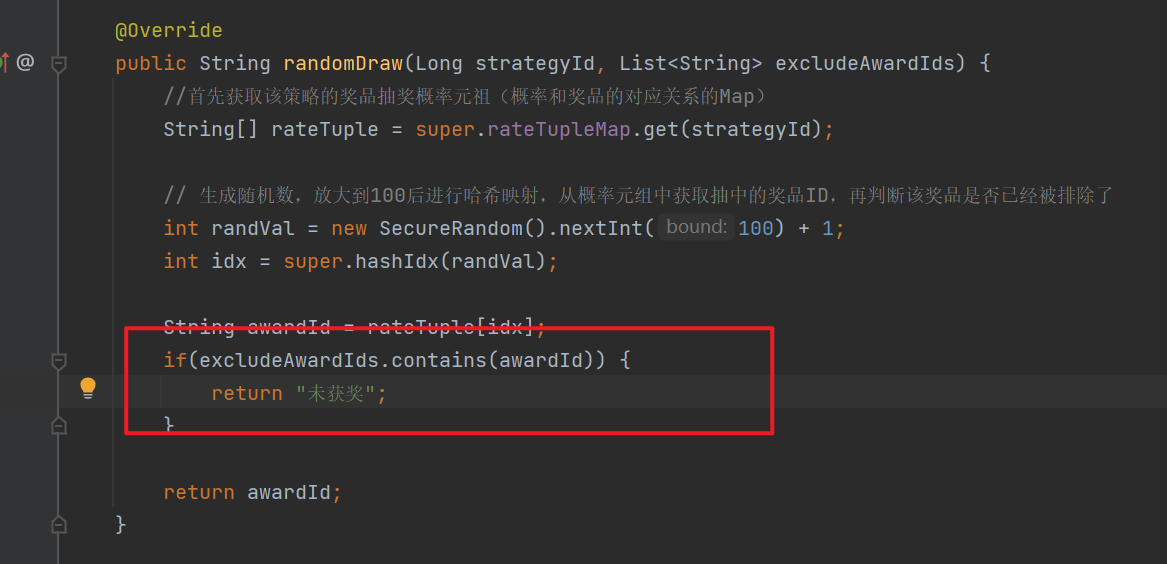 @Override
@ public String randomDraw(Long strategyId, List<String> excludeAwardIds) {
//首先获取该策略的奖品抽奖概率元祖（概率和奖品的对应关系的Map）
String[] rateTuple = super.rateTupleMap.get(strategyId);
// 生成随机数，放大到100后进行哈希映射，从概率元组中获取抽中的奖品ID，再判断该奖品是否已经被排除了
int randVal = new SecureRandom().nextInt( bound: 100) + 1;
int idx = super.hashIdx(randVal);
String awardId = rateTuple[idx];
if(excludeAwardIds.contains(awardId)) {
return "未获奖";
}
return awardId;
}